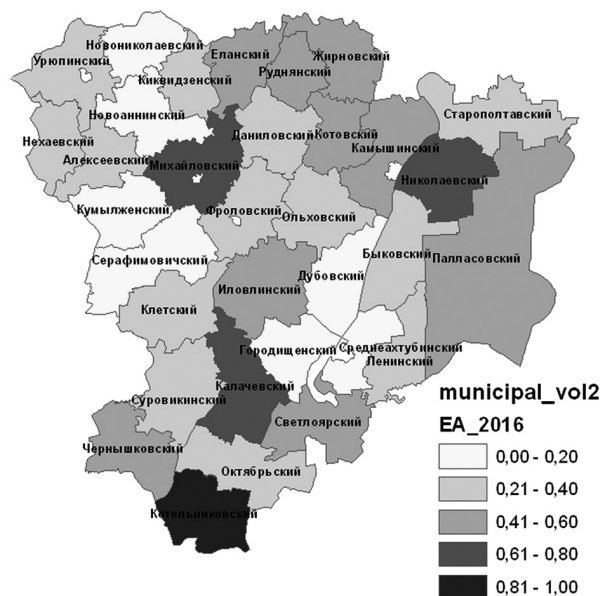 Новониколаевский
Урюпинский
Киквидзенский
Еланский
Жирновский
Руднянский
Новоаннинский
Нехаевский
Алексеевский
Михайловский
Даниловский
Котовский
Камышинский
Старополтавский
Николаевский
Кумылженский
Фроловский
Ольховский
Серафимовичский
Иловлинский
Дубовский
Быковский
Палласовский
Клетский
Городищенский
Средиеахтубинский
Ленинский
Калачевский
Суровикинский
Светлоярский
Чернышковский
Октябрьский
Котельниковский
municipal_vol2
EA_2016
0,00 - 0,20
0,21 - 0,40
0,41 - 0,60
0,61 - 0,80
0,81 - 1,00